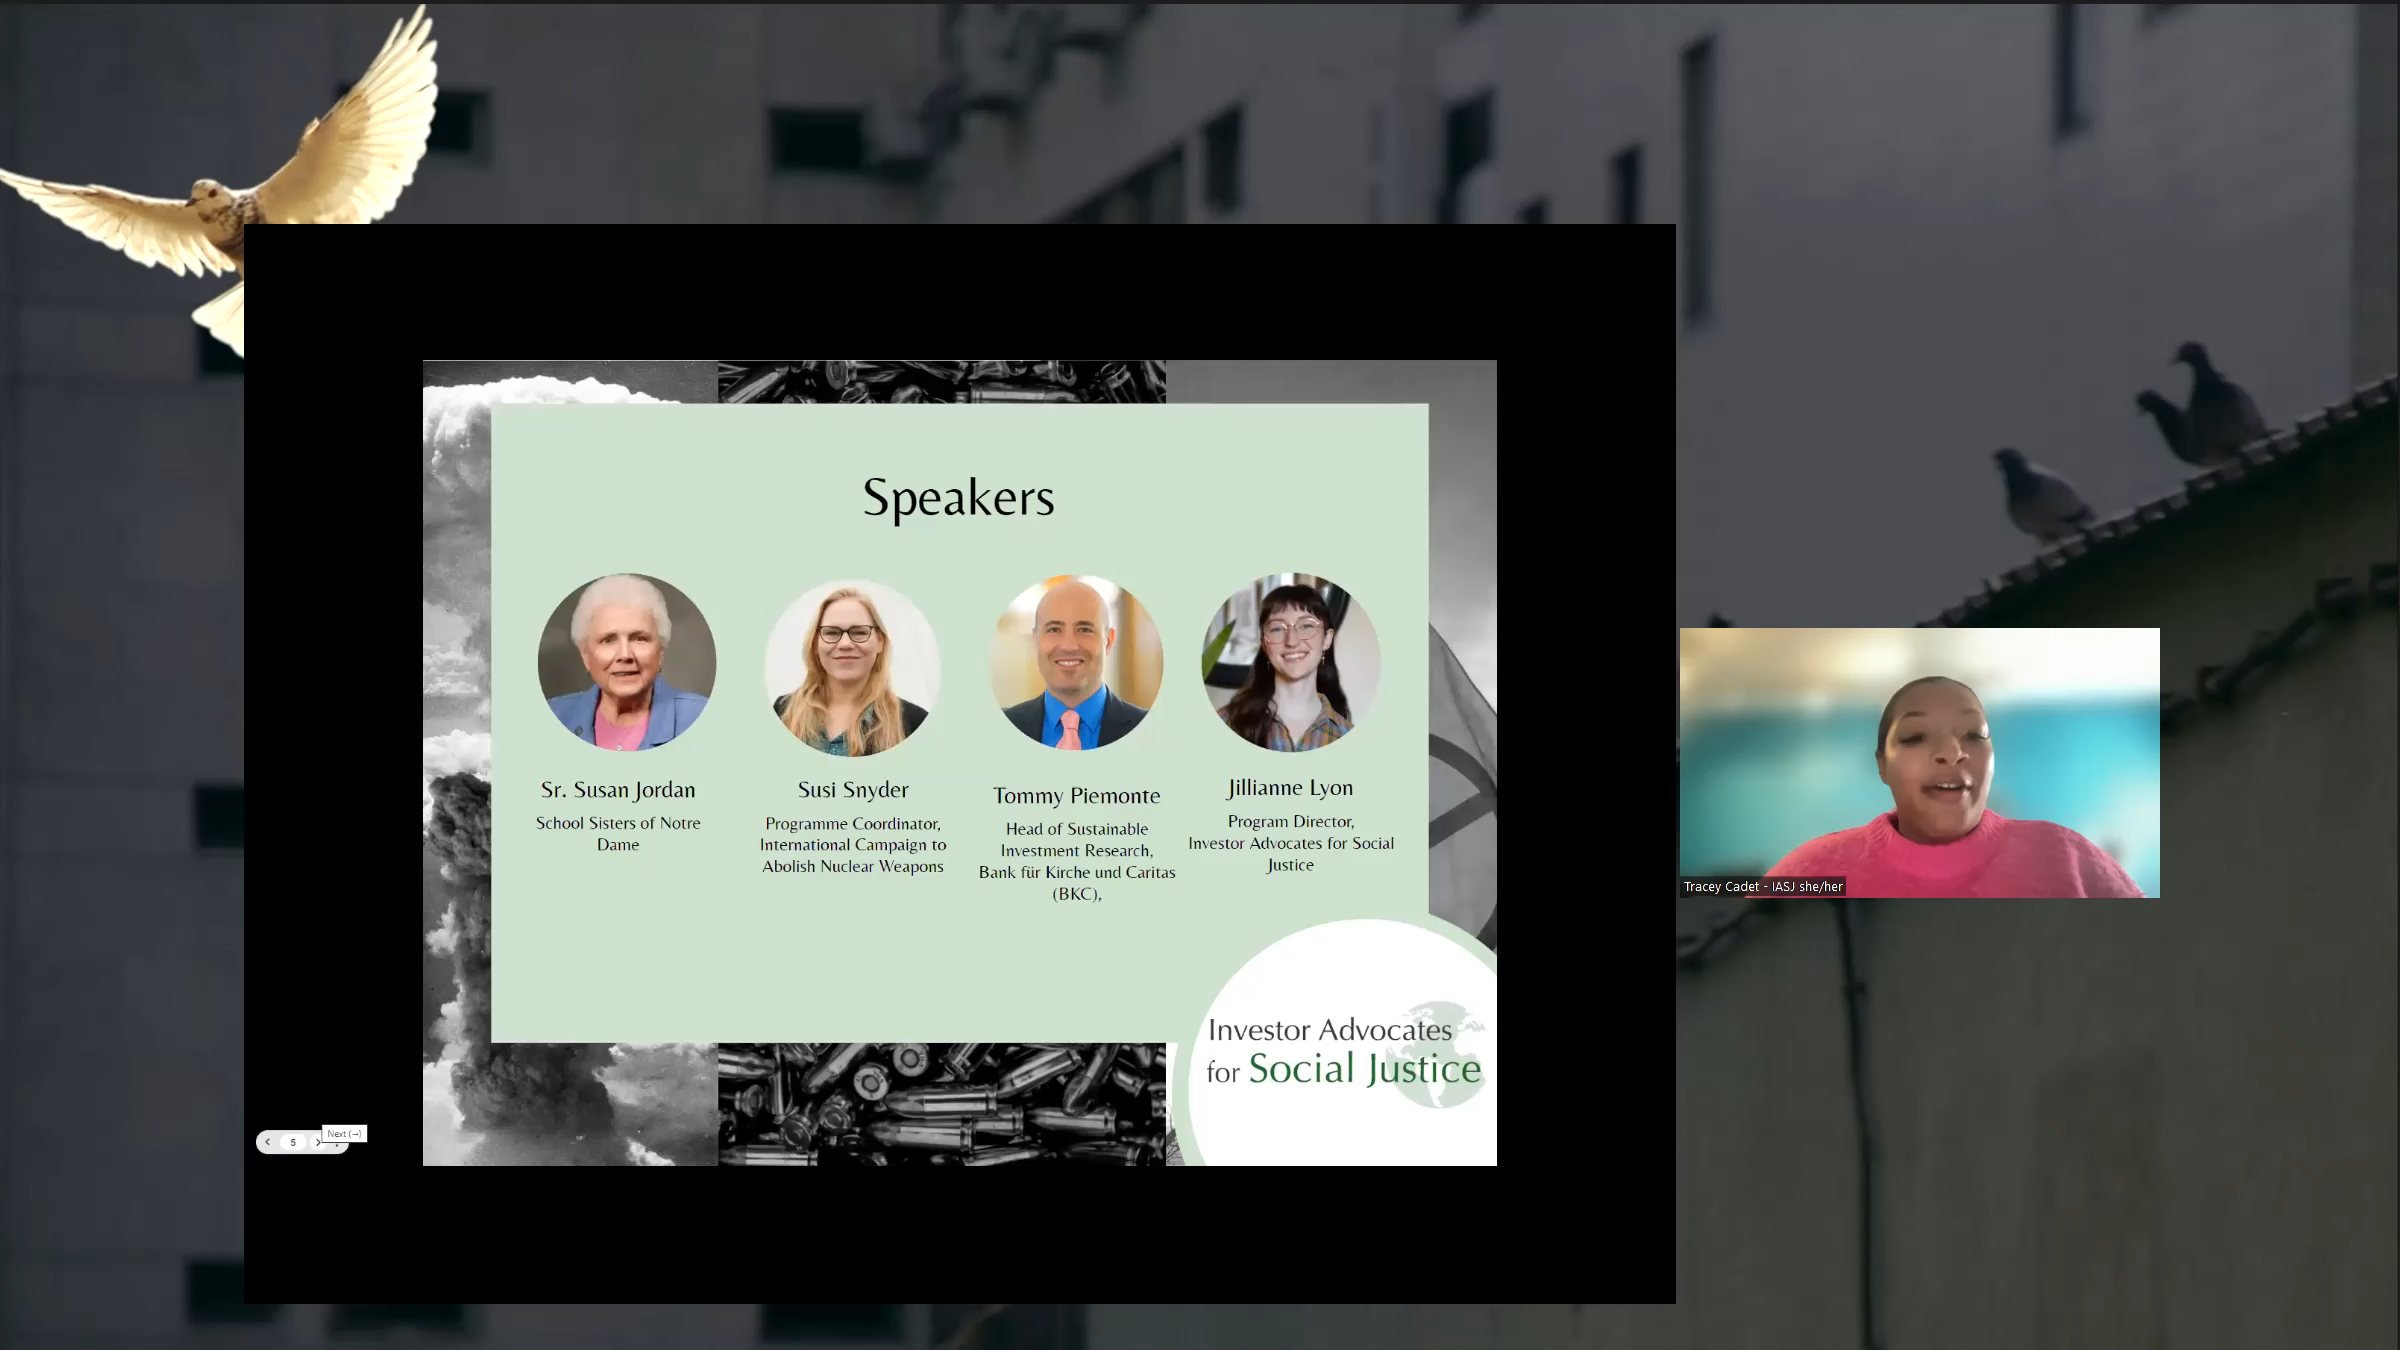 Speakers
Sr. Susan Jordan
School Sisters of Notre
Dame
Susi Snyder
Programme Coordinator,
International Campaign to
Abolish Nuclear Weapons
Tommy Piemonte
Head of Sustainable
Investment Research,
Bank für Kirche und Caritas
(BKC),
Jillianne Lyon
Program Director,
Investor Advocates for Social
Justice
Investor Advocates
for Social Justice
Tracey Cadet - IASJ she/her
5
Next (→)